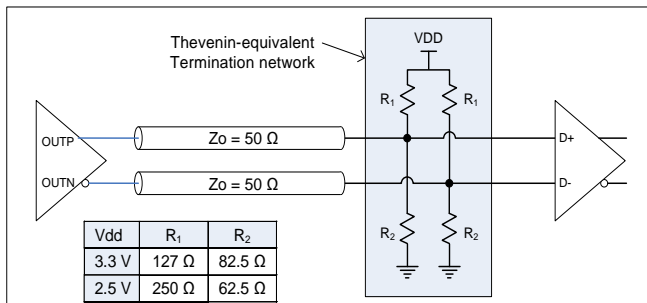 Thevenin-equivalent
Termination network
VDD
R1
R1
OUTP
Zo = 50 Ω
D+
OUTN
Zo = 50 Ω
D-
R2
R2
Vdd R1 R2
3.3 V 127 Ω 82.5 Ω
2.5 V 250 Ω 62.5 Ω